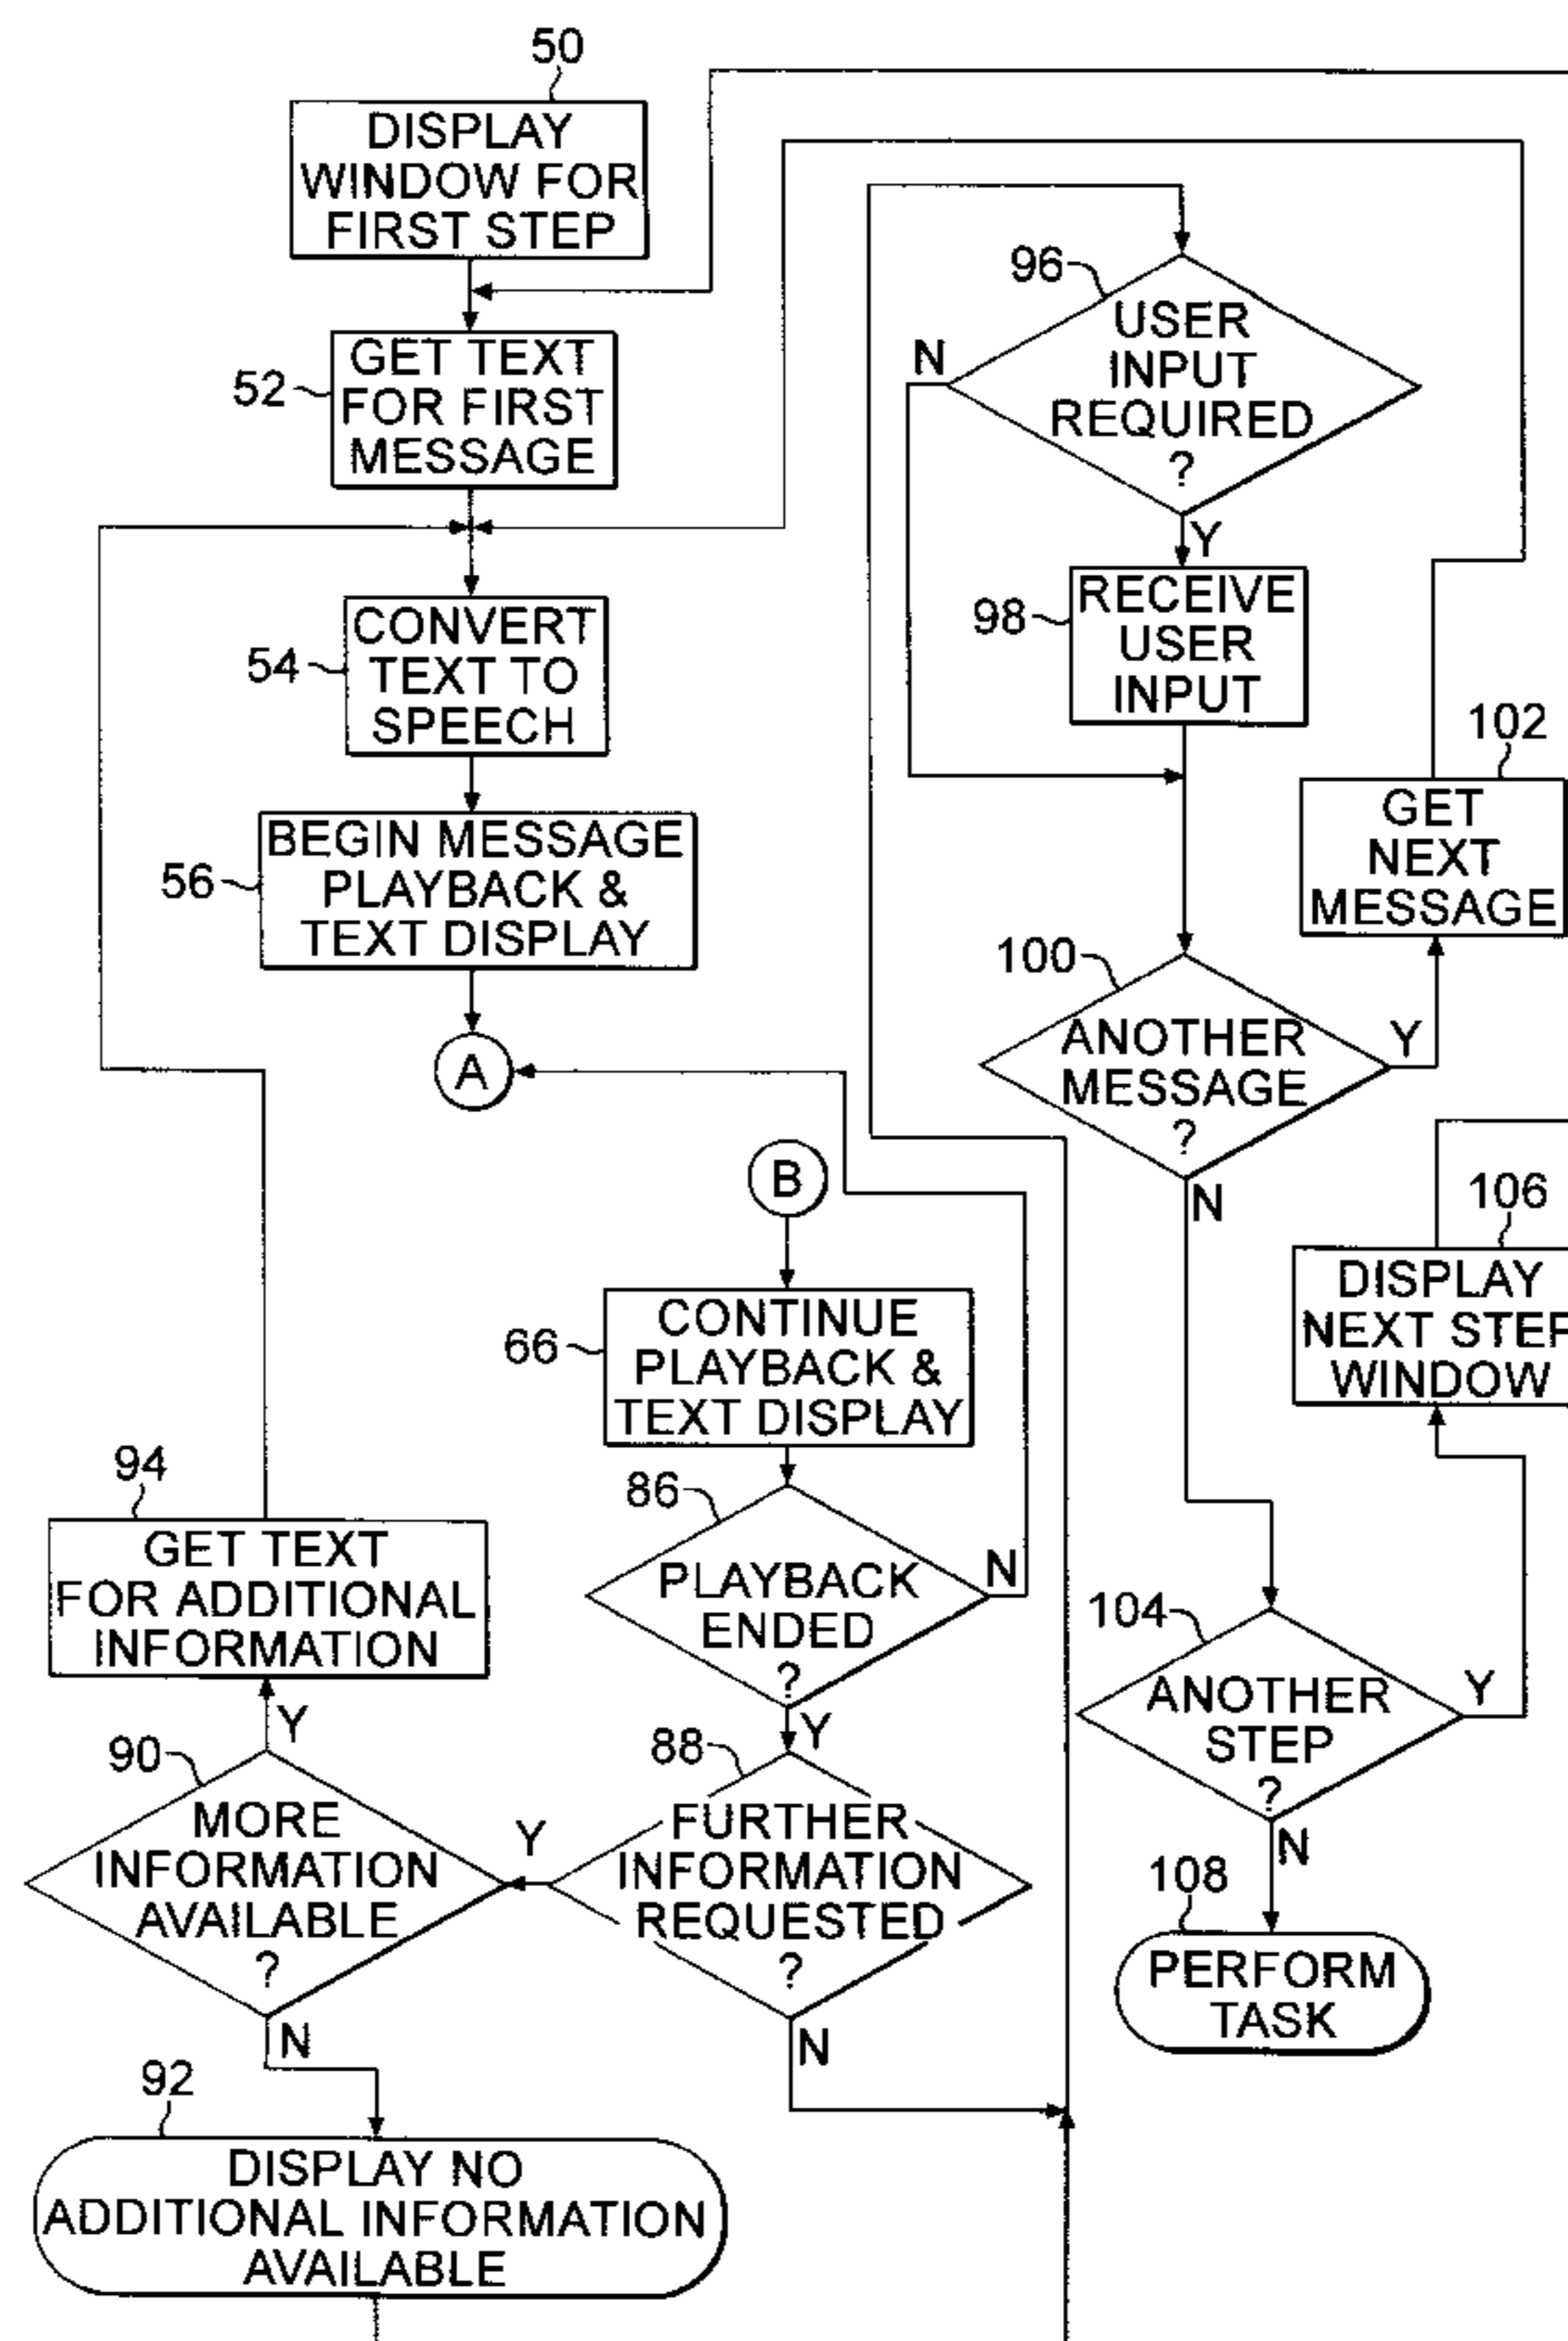 50
DISPLAY
WINDOW FOR
FIRST STEP
52
GET TEXT
FOR FIRST
MESSAGE
54
CONVERT
TEXT TO
SPEECH
56
BEGIN MESSAGE
PLAYBACK &
TEXT DISPLAY
A
B
66
CONTINUE
PLAYBACK &
TEXT DISPLAY
86
PLAYBACK
ENDED
?
N
Y
88
FURTHER
INFORMATION
REQUESTED
?
Y
N
90
MORE
INFORMATION
AVAILABLE
?
Y
N
94
GET TEXT
FOR ADDITIONAL
INFORMATION
92
DISPLAY NO
ADDITIONAL INFORMATION
AVAILABLE
96
USER
INPUT
REQUIRED
?
N
Y
98
RECEIVE
USER
INPUT
100
ANOTHER
MESSAGE
?
Y
N
102
GET
NEXT
MESSAGE
104
ANOTHER
STEP
?
Y
N
106
DISPLAY
NEXT STEP
WINDOW
108
PERFORM
TASK